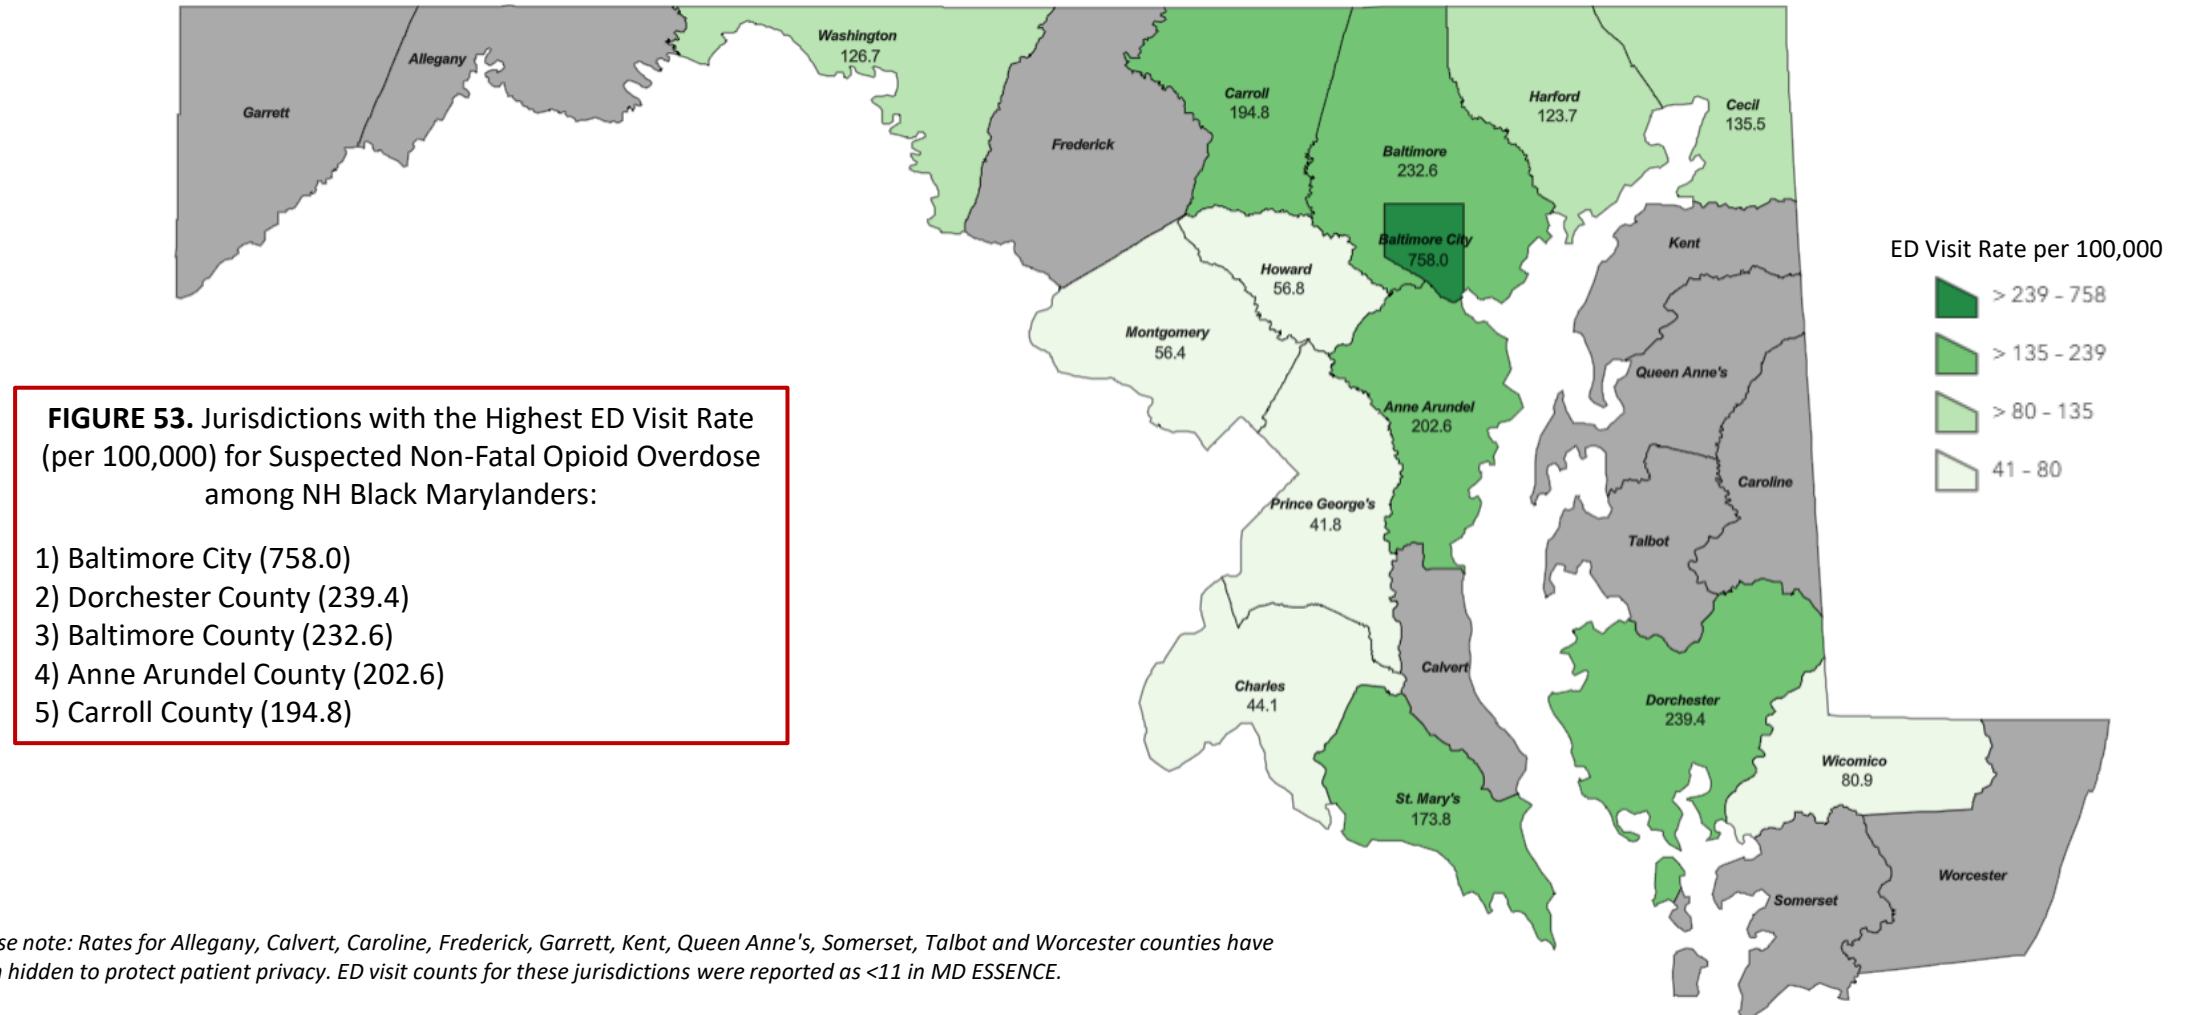 Washington
126.7
Allegany
Garrett
Frederick
Carroll
194.8
Baltimore
232.6
Harford
123.7
Cecil
135.5
Baltimore City
758.0
Kent
Howard
56.8
Montgomery
56.4
Queen Anne's
Anne Arundel
202.6
Caroline
Prince George's
41.8
Talbot
Calvert
Charles
44.1
Dorchester
239.4
Wicomico
80.9
St. Mary's
173.8
Worcester
Somerset
ED Visit Rate per 100,000
> 239 - 758
> 135 - 239
> 80 - 135
41 - 80
FIGURE 53. Jurisdictions with the Highest ED Visit Rate
(per 100,000) for Suspected Non-Fatal Opioid Overdose
among NH Black Marylanders:
1) Baltimore City (758.0)
2) Dorchester County (239.4)
3) Baltimore County (232.6)
4) Anne Arundel County (202.6)
5) Carroll County (194.8)
se note: Rates for Allegany, Calvert, Caroline, Frederick, Garrett, Kent, Queen Anne's, Somerset, Talbot and Worcester counties have
hidden to protect patient privacy. ED visit counts for these jurisdictions were reported as <11 in MD ESSENCE.